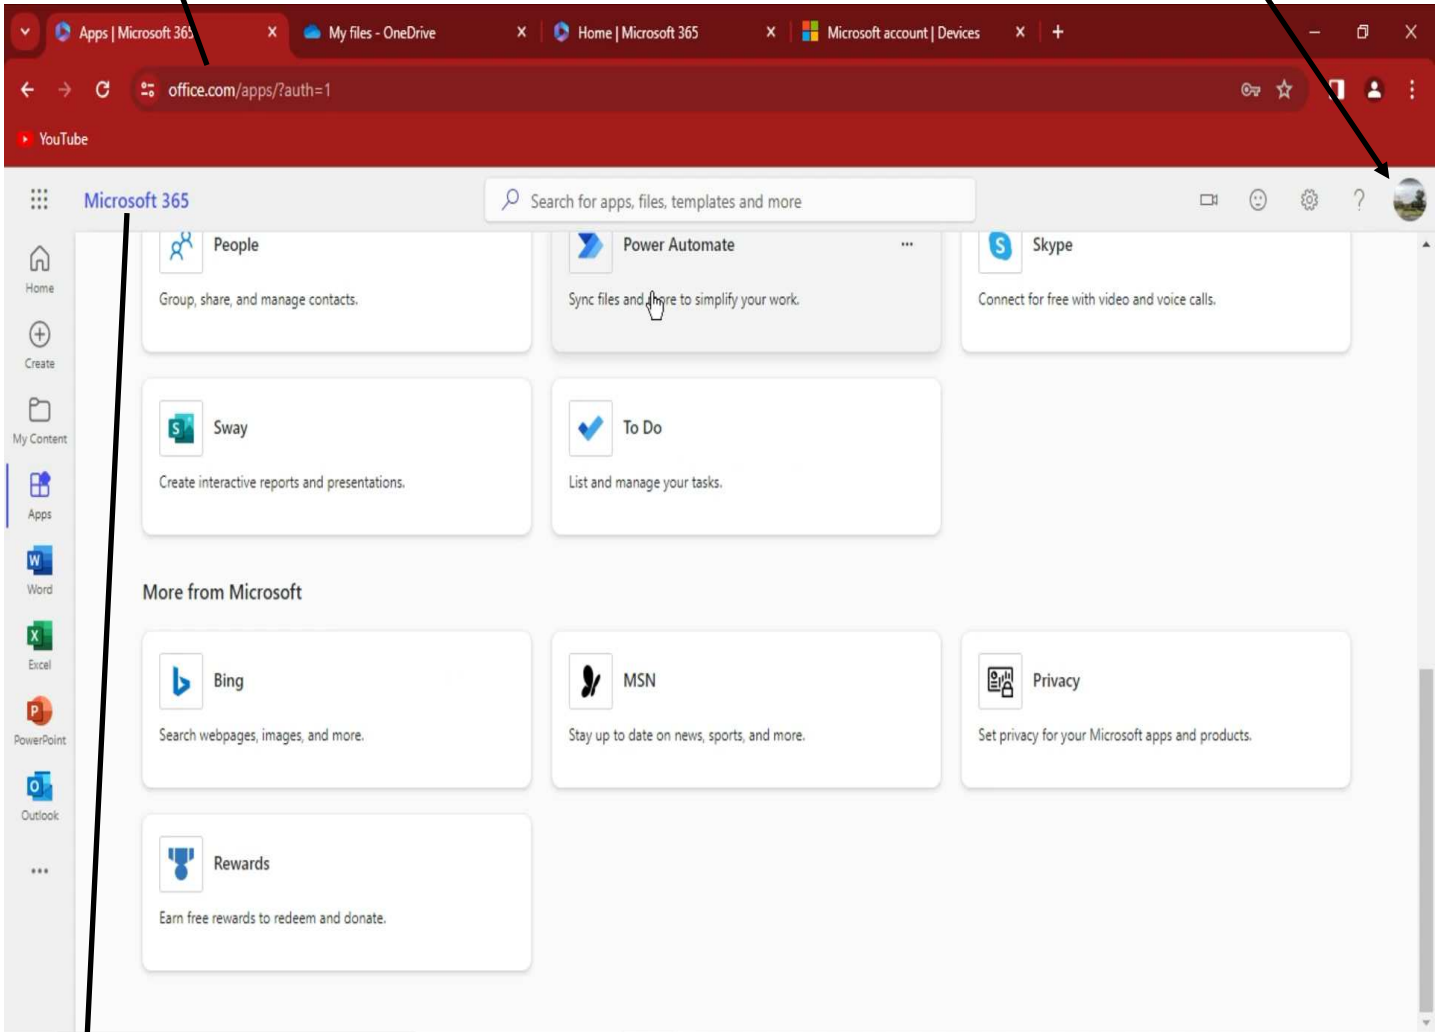 Apps | Microsoft 365
My files - OneDrive
Home | Microsoft 365
Microsoft account | Devices
office.com/apps/?auth=1
YouTube
Microsoft 365
Search for apps, files, templates and more
Home
Create
My Content
Apps
Word
Excel
PowerPoint
Outlook
People
Group, share, and manage contacts.
Power Automate
Sync files and more to simplify your work.
Skype
Connect for free with video and voice calls.
Sway
Create interactive reports and presentations.
To Do
List and manage your tasks.
More from Microsoft
Bing
Search webpages, images, and more.
MSN
Stay up to date on news, sports, and more.
Privacy
Set privacy for your Microsoft apps and products.
Rewards
Earn free rewards to redeem and donate.